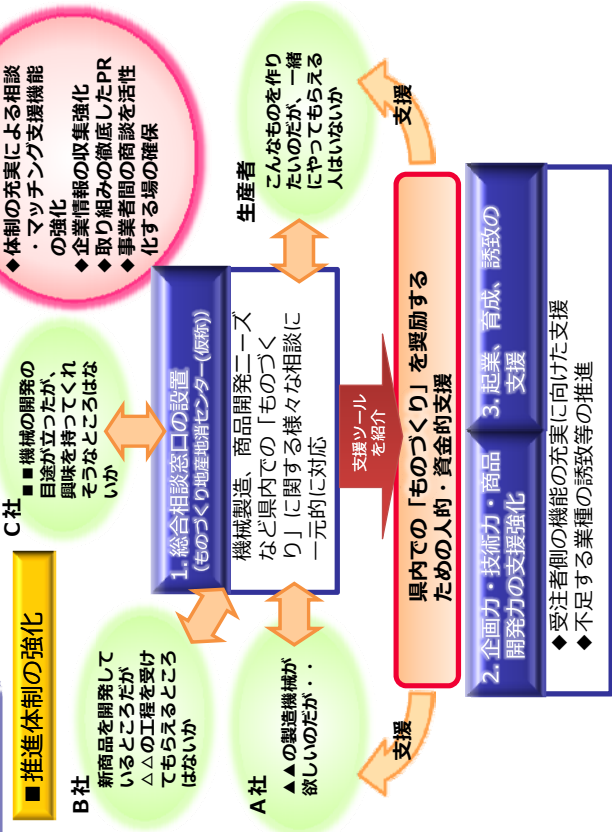 ■推進体制の強化
C社
■■機械の開発の
目途が立ったが、
興味を持ってくれ
そうなところはな
いか
◆体制の充実による相談
・マッチング支援機能
の強化
◆企業情報の収集強化
◆取り組みの徹底したPR
◆事業者間の商談を活性
化する場の確保
B社
新商品を開発して
いるところだが
△△の工程を受け
てもらえるところ
はないか
1. 総合相談窓口の設置
(ものづくり地産地消センター(仮称))
機械製造、商品開発ニーズ
など県内での「ものづく
り」に関する様々な相談に
一元的に対応
生産者
こんなものを作り
たいのだが、一緒
にやってもらえる
人はいないか
A社
▲▲の製造機械が
欲しいのだが・・
支援ツール
を紹介
支援
支援
県内での「ものづくり」を奨励する
ための人的・資金的支援
2. 企画力・技術力・商品
開発力の支援強化
3. 起業、育成、誘致の
支援
◆受注者側の機能の充実に向けた支援
◆不足する業種の誘致等の推進